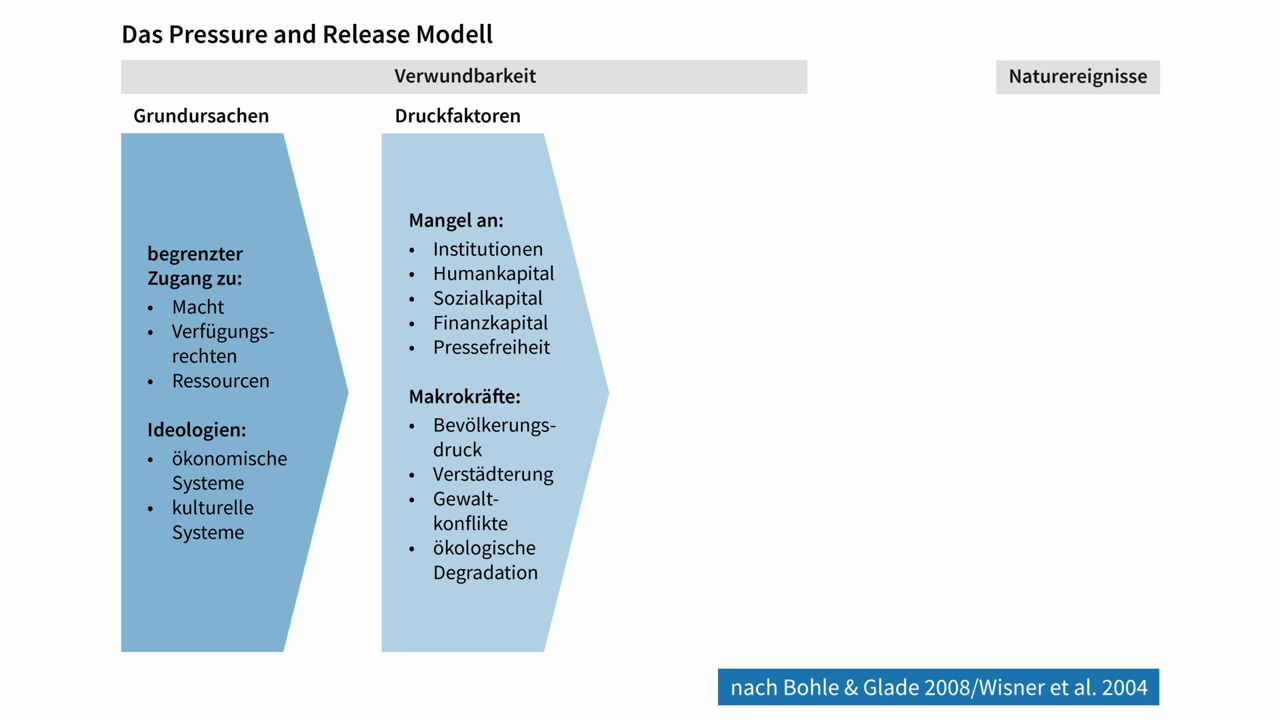 Das Pressure and Release Modell
Verwundbarkeit
Naturereignisse
Grundursachen
begrenzter
Zugang zu:
• Macht
• Verfügungs-
rechten
• Ressourcen
Ideologien:
• ökonomische
Systeme
• kulturelle
Systeme
Druckfaktoren
Mangel an:
• Institutionen
• Humankapital
• Sozialkapital
• Finanzkapital
• Pressefreiheit
Makrokräfte:
• Bevölkerungs-
druck
• Verstädterung
• Gewalt-
konflikte
• ökologische
Degradation
nach Bohle & Glade 2008/Wisner et al. 2004